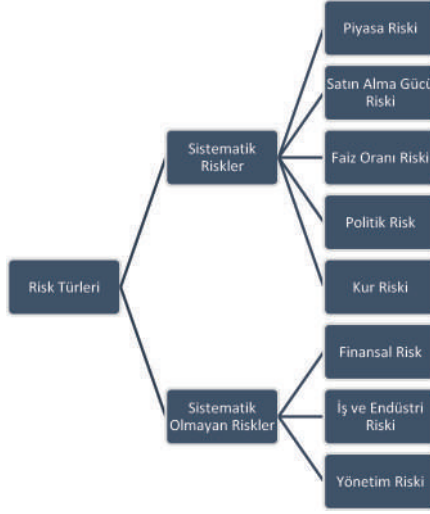 Risk Türleri
Sistematik
Riskler
Piyasa Riski
Satın Alma Gücü
Riski
Faiz Oranı Riski
Politik Risk
Kur Riski
Sistematik
Olmayan Riskler
Finansal Risk
İş ve Endüstri
Riski
Yönetim Riski